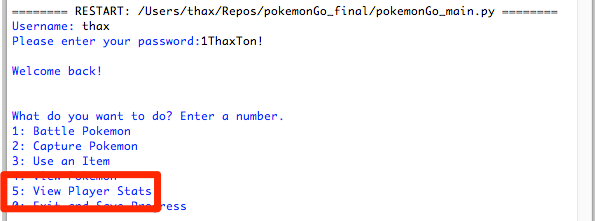 ======== RESTART: /Users/thax/Repos/pokemonGo_final/pokemonGo_main.py ========
Username: thax
Please enter your password:1ThaxTon!
Welcome back!
What do you want to do? Enter a number.
1: Battle Pokemon
2: Capture Pokemon
3: Use an Item
4: View Pokemon
5: View Player Stats
0: Exit and Save Progress